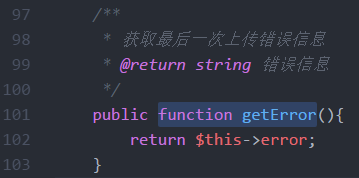 97 /**
98 * 获取最后一次上传错误信息
99 * @return string 错误信息
100 */
101 public function getError(){
102 return $this->error;
103 }